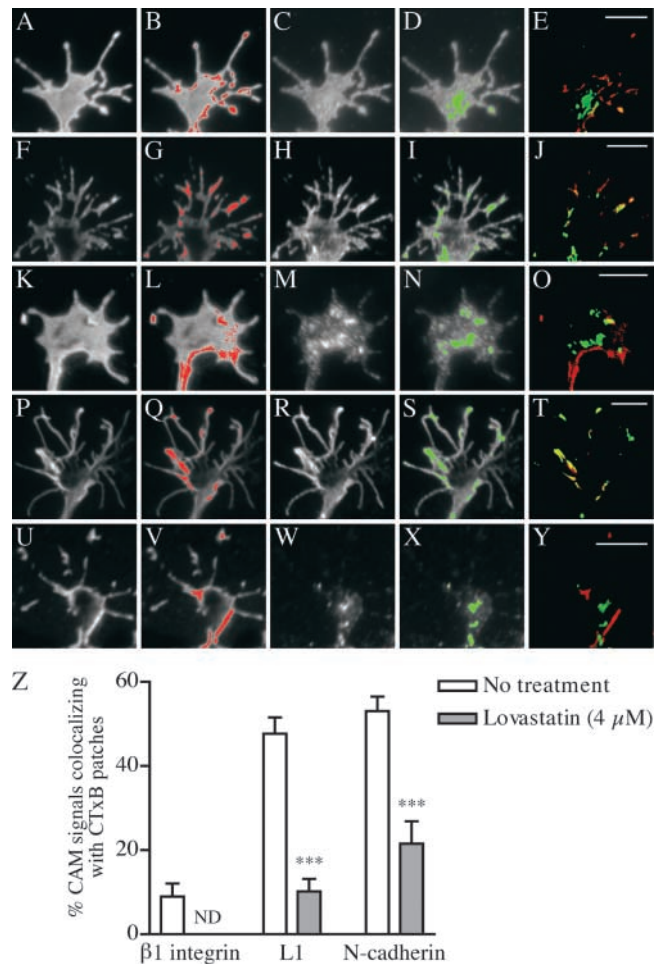 A B C D E
F G H I J
K L M N O
P Q R S T
U V W X Y
Z
60
40
20
0
% CAM signals colocalizing
with CTxB patches
No treatment
Lovastatin (4 μM)
ND
***
***
β1 integrin L1 N-cadherin